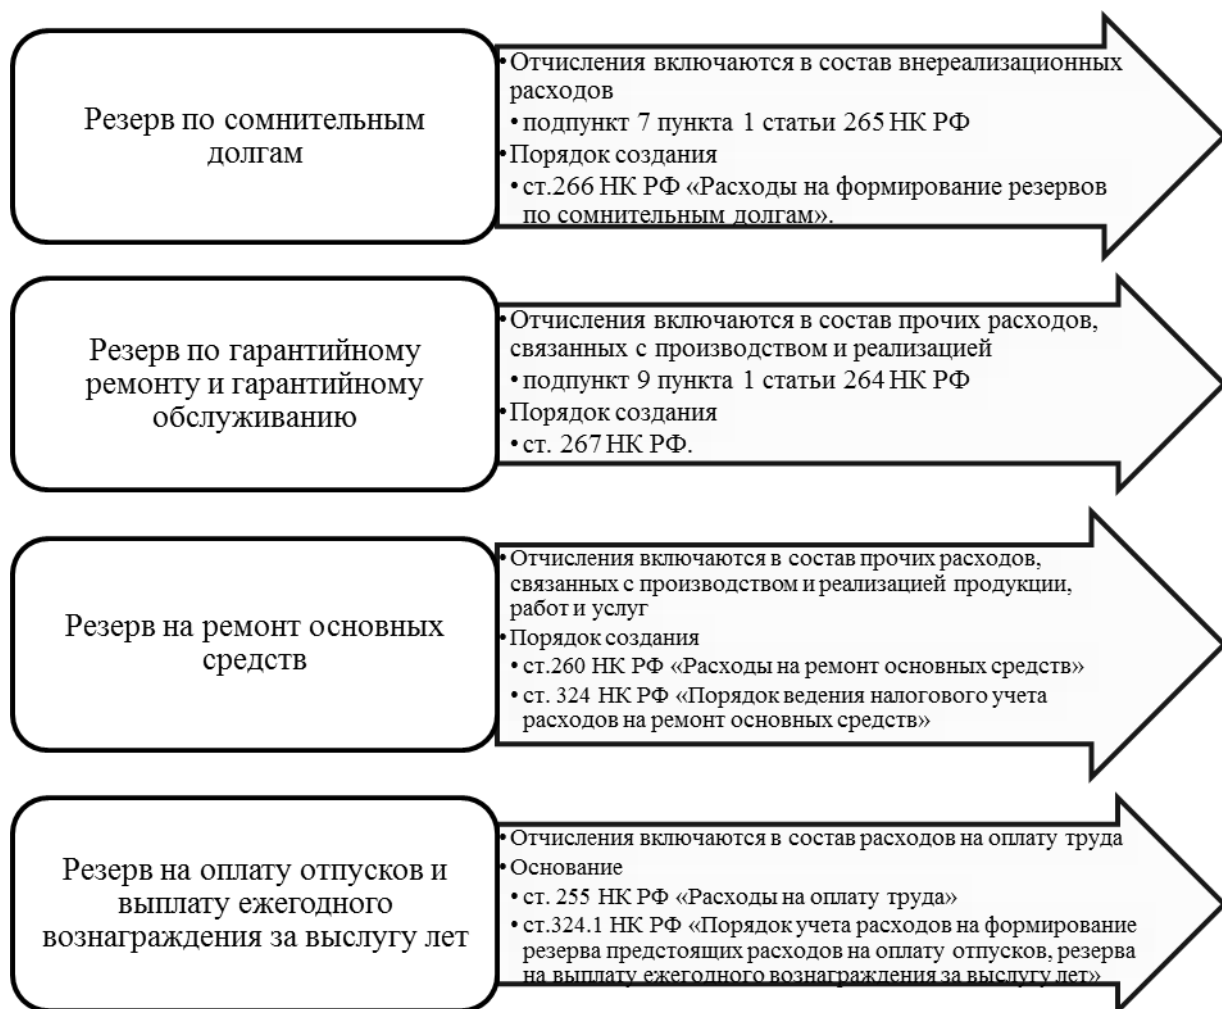 Резерв по сомнительным
долгам
•Отчисления включаются в состав внереализационных
расходов
•подпункт 7 пункта 1 статьи 265 НК РФ
•Порядок создания
•ст.266 НК РФ «Расходы на формирование резервов
по сомнительным долгам».
Резерв по гарантийному
ремонту и гарантийному
обслуживанию
•Отчисления включаются в состав прочих расходов,
связанных с производством и реализацией
•подпункт 9 пункта 1 статьи 264 НК РФ
•Порядок создания
•ст. 267 НК РФ.
Резерв на ремонт основных
средств
•Отчисления включаются в состав прочих расходов,
связанных с производством и реализацией продукции,
работ и услуг
•Порядок создания
•ст.260 НК РФ «Расходы на ремонт основных средств»
•ст. 324 НК РФ «Порядок ведения налогового учета
расходов на ремонт основных средств»
Резерв на оплату отпусков и
выплату ежегодного
вознаграждения за выслугу лет
•Отчисления включаются в состав расходов на оплату труда
•Основание
•ст. 255 НК РФ «Расходы на оплату труда»
•ст.324.1 НК РФ «Порядок учета расходов на формирование
резерва предстоящих расходов на оплату отпусков, резерва
на выплату ежегодного вознаграждения за выслугу лет»